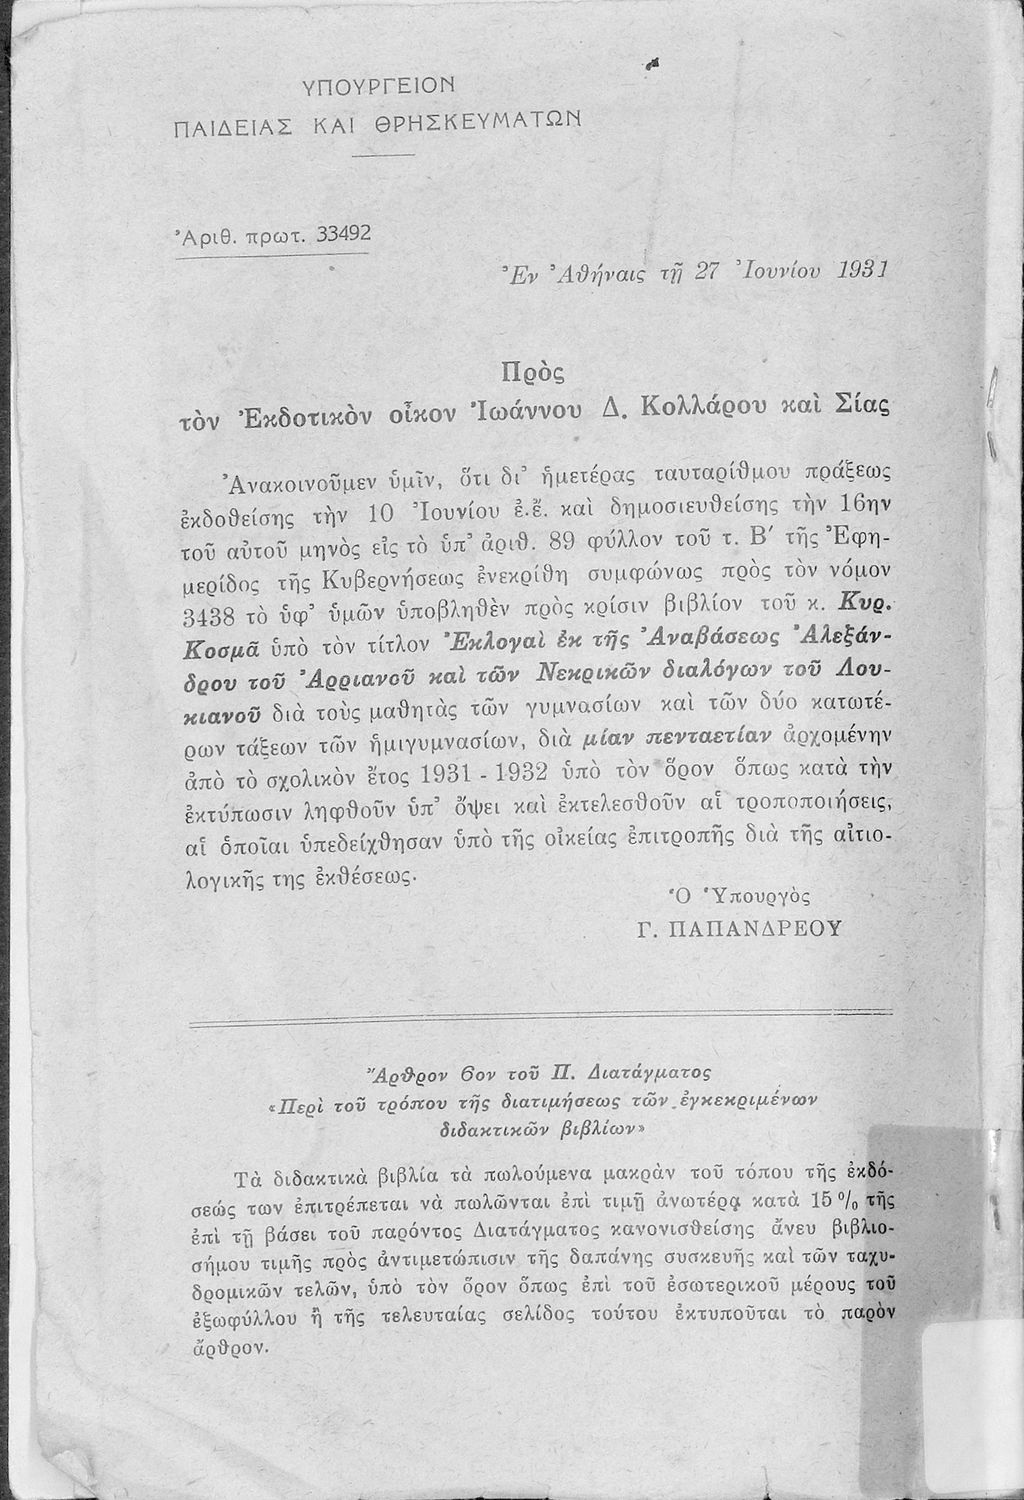 ΥΠΟΥΡΓΕΙΟΝ
ΠΑΙΔΕΙΑΣ ΚΑΙ ΘΡΗΣΚΕΥΜΑΤΩΝ
Ἀριθ. πρωτ. 33492
Ἐν Ἀθήναις τῇ 27 Ἰουνίου 1931
Πρὸς
τὸν Ἐκδοτικὸν οἶκον Ἰωάννου Δ. Κολλάρου καὶ Σίας
Ἀνακοινοῦμεν ὑμῖν, ὅτι δι’ ἡμετέρας ταυταρίθμου πράξεως
ἐκδοθείσης τὴν 10 Ἰουνίου ἐ.ἔ. καὶ δημοσιευθείσης τὴν 16ην
τοῦ αὐτοῦ μηνὸς εἰς τὸ ὑπ’ ἀριθ. 89 φύλλον τοῦ τ. Β′ τῆς Ἐφη-
μερίδος τῆς Κυβερνήσεως ἐνεκρίθη συμφώνως πρὸς τὸν νόμον
3438 τὸ ὑφ’ ὑμῶν ὑποβληθὲν πρὸς κρίσιν βιβλίον τοῦ κ. Κυρ.
Κοσμᾶ ὑπὸ τὸν τίτλον Ἐκλογαὶ ἐκ τῆς Ἀναβάσεως Ἀλεξάν-
δρου τοῦ Ἀρριανοῦ καὶ τῶν Νεκρικῶν διαλόγων τοῦ Λου-
κιανοῦ διὰ τοὺς μαθητὰς τῶν γυμνασίων καὶ τῶν δύο κατωτέ-
ρων τάξεων τῶν ἡμιγυμνασίων, διὰ μίαν πενταετίαν ἀρχομένην
ἀπὸ τὸ σχολικὸν ἔτος 1931 - 1932 ὑπὸ τὸν ὅρον ὅπως κατὰ τὴν
ἐκτύπωσιν ληφθοῦν ὑπ’ ὄψει καὶ ἐκτελεσθοῦν αἱ τροποποιήσεις,
αἱ ὁποῖαι ὑπεδείχθησαν ὑπὸ τῆς οἰκείας ἐπιτροπῆς διὰ τῆς αἰτιο-
λογικῆς της ἐκθέσεως.
Ὁ Ὑπουργὸς
Γ. ΠΑΠΑΝΔΡΕΟΥ
Ἄρθρον 6ον τοῦ Π. Διατάγματος
«Περὶ τοῦ τρόπου τῆς διατιμήσεως τῶν ἐγκεκριμένων
διδακτικῶν βιβλίων»
Τὰ διδακτικὰ βιβλία τὰ πωλούμενα μακρὰν τοῦ τόπου τῆς ἐκδό-
σεώς των ἐπιτρέπεται νὰ πωλῶνται ἐπὶ τιμῇ ἀνωτέρᾳ κατὰ 15 % τῆς
ἐπὶ τῇ βάσει τοῦ παρόντος Διατάγματος κανονισθείσης ἄνευ βιβλιο-
σήμου τιμῆς πρὸς ἀντιμετώπισιν τῆς δαπάνης συσκευῆς καὶ τῶν ταχυ-
δρομικῶν τελῶν, ὑπὸ τὸν ὅρον ὅπως ἐπὶ τοῦ ἐσωτερικοῦ μέρους τοῦ
ἐξωφύλλου ἢ τῆς τελευταίας σελίδος τούτου ἐκτυποῦται τὸ παρὸν
ἄρθρον.